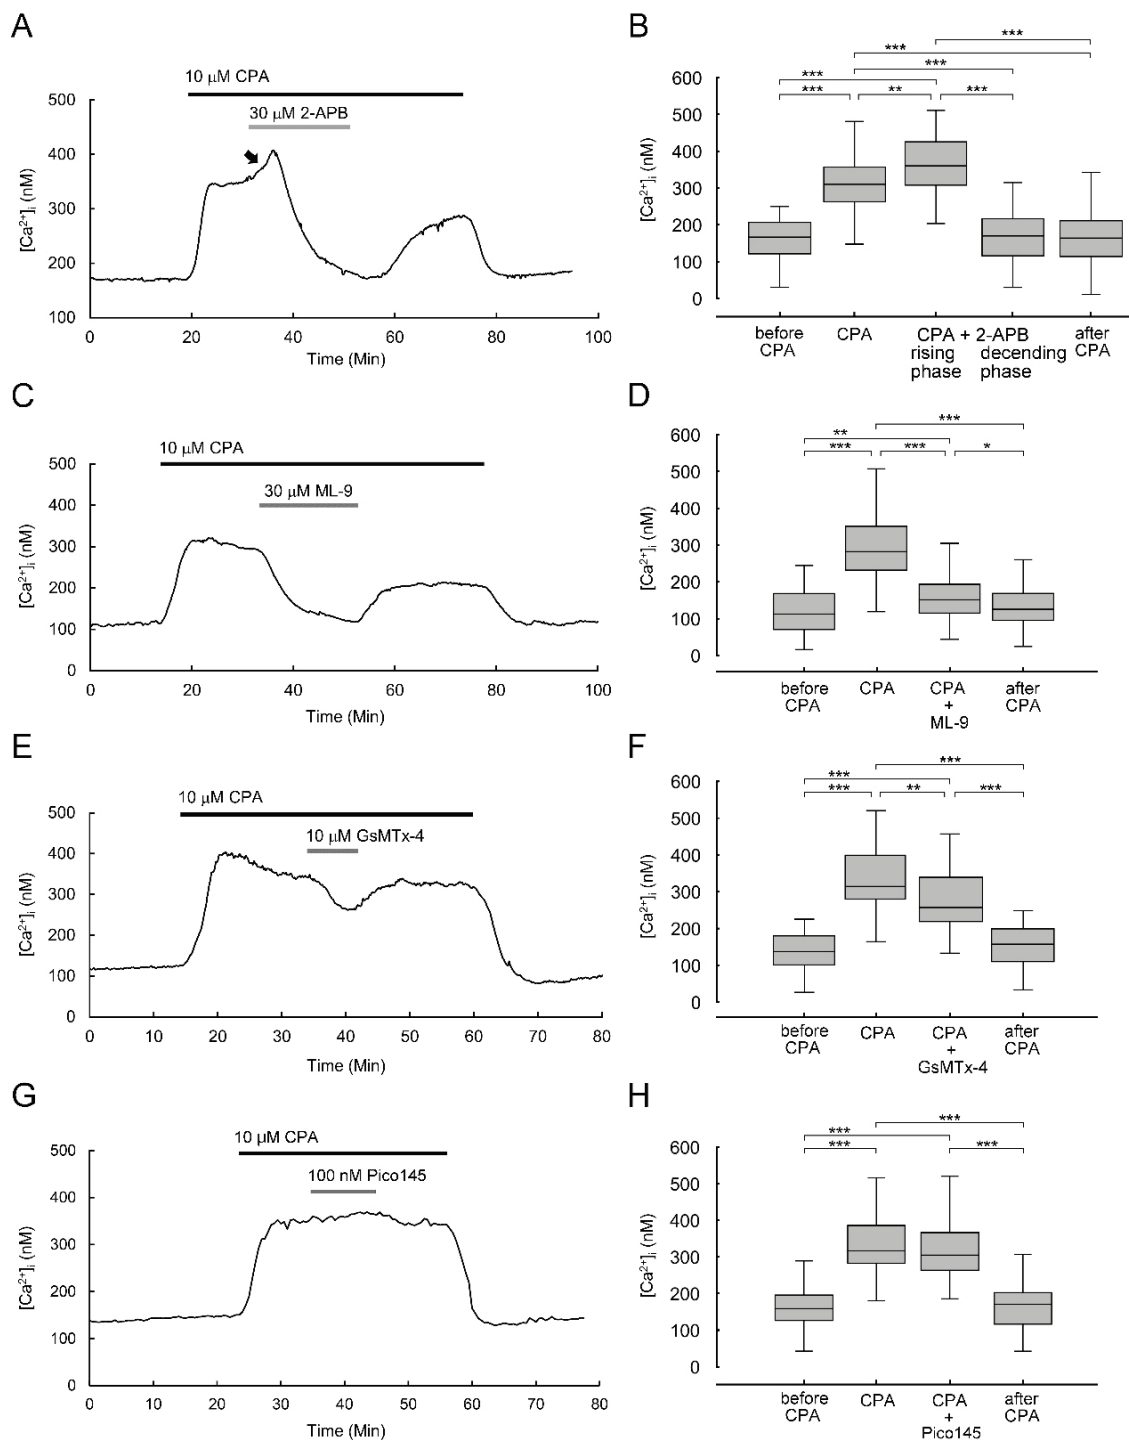 A
10 µM CPA
30 µM 2-APB
500
400
300
200
100
[Ca2+]i (nM)
0 20 40 60 80 100
Time (Min)
B
***
***
***
***
*** ** ***
600
500
400
300
200
100
0
[Ca2+]i (nM)
before CPA CPA + 2-APB after
CPA rising decending CPA
phase phase
C
10 µM CPA
30 µM ML-9
500
400
300
200
100
0
[Ca2+]i (nM)
0 20 40 60 80 100
Time (Min)
D
***
**
*** *** *
600
500
400
300
200
100
0
[Ca2+]i (nM)
before CPA CPA after
CPA + CPA
ML-9
E
10 µM CPA
10 µM GsMTx-4
500
400
300
200
100
0
[Ca2+]i (nM)
0 10 20 30 40 50 60 70 80
Time (Min)
F
***
***
*** ** ***
600
500
400
300
200
100
0
[Ca2+]i (nM)
before CPA CPA after
CPA + CPA
GsMTx-4
G
10 µM CPA
100 nM Pico145
500
400
300
200
100
0
[Ca2+]i (nM)
0 10 20 30 40 50 60 70 80
Time (Min)
H
***
***
*** ***
600
500
400
300
200
100
0
[Ca2+]i (nM)
before CPA CPA after
CPA + CPA
Pico145